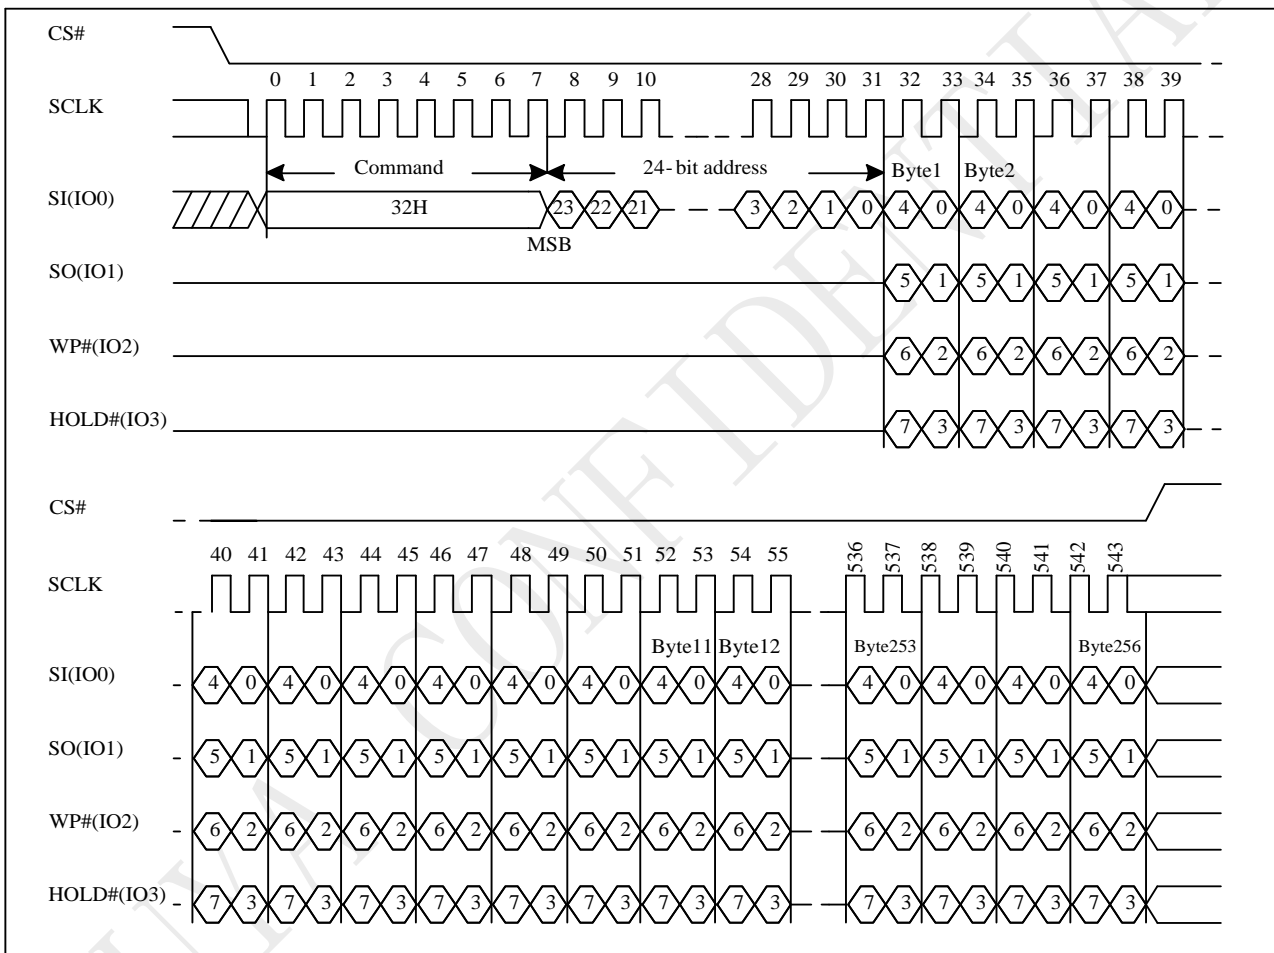 CS#
0 1 2 3 4 5 6 7 8 9 10 28 29 30 31 32 33 34 35 36 37 38 39
SCLK
Command 24-bit address Byte1 Byte2
SI(IO0) 32H 23 22 21 3 2 1 0 4 0 4 0 4 0 4 0
MSB
SO(IO1) 5 1 5 1 5 1 5 1
WP#(IO2) 6 2 6 2 6 2 6 2
HOLD#(IO3) 7 3 7 3 7 3 7 3
CS#
40 41 42 43 44 45 46 47 48 49 50 51 52 53 54 55 536 537 538 539 540 541 542 543
SCLK
Byte11 Byte12 Byte253 Byte256
SI(IO0) 4 0 4 0 4 0 4 0 4 0 4 0 4 0 4 0 4 0 4 0 4 0 4 0
SO(IO1) 5 1 5 1 5 1 5 1 5 1 5 1 5 1 5 1 5 1 5 1 5 1 5 1
WP#(IO2) 6 2 6 2 6 2 6 2 6 2 6 2 6 2 6 2 6 2 6 2 6 2 6 2
HOLD#(IO3) 7 3 7 3 7 3 7 3 7 3 7 3 7 3 7 3 7 3 7 3 7 3 7 3
UYA CONFIDENTIA